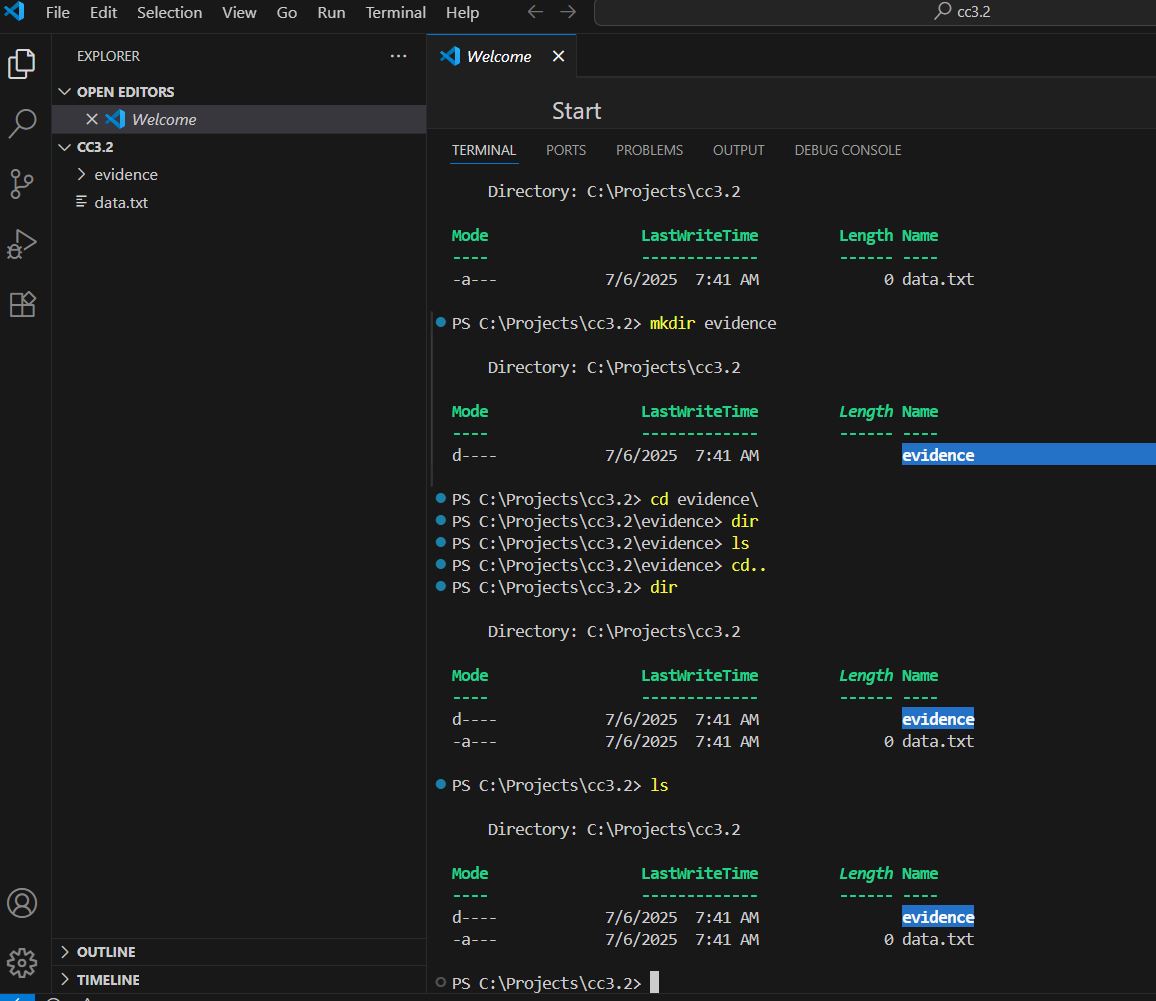 File Edit Selection View Go Run Terminal Help cc3.2
EXPLORER
OPEN EDITORS
Welcome
CC3.2
evidence
data.txt
OUTLINE
TIMELINE
Welcome
Start
TERMINAL PORTS PROBLEMS OUTPUT DEBUG CONSOLE
Directory: C:\Projects\cc3.2
Mode LastWriteTime Length Name
---- ------------- ------ ----
-a--- 7/6/2025 7:41 AM 0 data.txt
PS C:\Projects\cc3.2> mkdir evidence
Directory: C:\Projects\cc3.2
Mode LastWriteTime Length Name
---- ------------- ------ ----
d---- 7/6/2025 7:41 AM evidence
PS C:\Projects\cc3.2> cd evidence\
PS C:\Projects\cc3.2\evidence> dir
PS C:\Projects\cc3.2\evidence> ls
PS C:\Projects\cc3.2\evidence> cd..
PS C:\Projects\cc3.2> dir
Directory: C:\Projects\cc3.2
Mode LastWriteTime Length Name
---- ------------- ------ ----
d---- 7/6/2025 7:41 AM evidence
-a--- 7/6/2025 7:41 AM 0 data.txt
PS C:\Projects\cc3.2> ls
Directory: C:\Projects\cc3.2
Mode LastWriteTime Length Name
---- ------------- ------ ----
d---- 7/6/2025 7:41 AM evidence
-a--- 7/6/2025 7:41 AM 0 data.txt
PS C:\Projects\cc3.2>